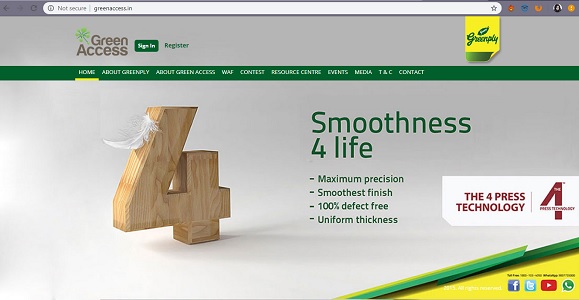 Not secure | greenaccess.in
Green
Access
Sign In
Register
Greenply
HOME ABOUT GREENPLY ABOUT GREEN ACCESS WAF CONTEST RESOURCE CENTRE EVENTS MEDIA T & C CONTACT
4
Smoothness
4 life
- Maximum precision
- Smoothest finish
- 100% defect free
- Uniform thickness
THE 4 PRESS
TECHNOLOGY
THE
4
PRESS TECHNOLOGY
All rights reserved.